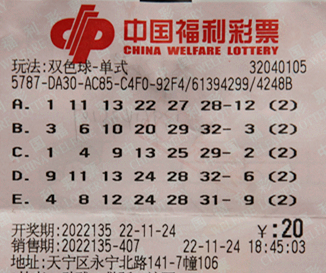 中国福利彩票
CHINA WELFARE LOTTERY
玩法:双色球-单式 32040105
5787-DA30-AC85-C4F0-92F4/61394299/4248B
A. 1 11 13 22 27 28-12 (2)
B. 3 6 10 20 29 32- 3 (2)
C. 1 4 9 13 25 29- 2 (2)
D. 9 11 13 24 28 32- 6 (2)
E. 4 8 12 24 28 31- 9 (2)
开奖期:2022135 22-11-24 ¥:20
销售期:2022135-407 22-11-24 18:45:03
地址:天宁区永宁北路141-7幢106号